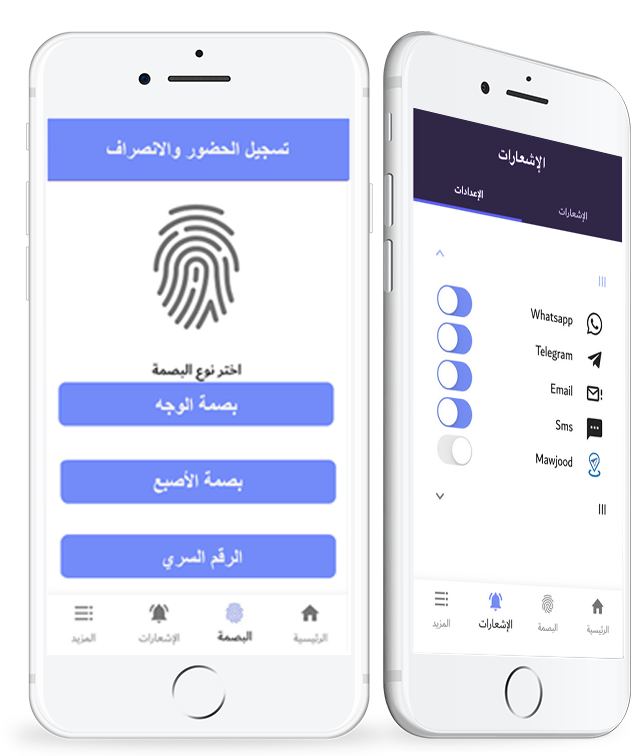 تسجيل الحضور والانصراف
اختر نوع البصمة
بصمة الوجه
بصمة الأصبع
الرقم السري
الرئيسية
البصمة
الإشعارات
المزيد
الإشعارات
الإشعارات
الإعدادات
Whatsapp
Telegram
Email
Sms
Mawjood
الرئيسية
البصمة
الإشعارات
المزيد